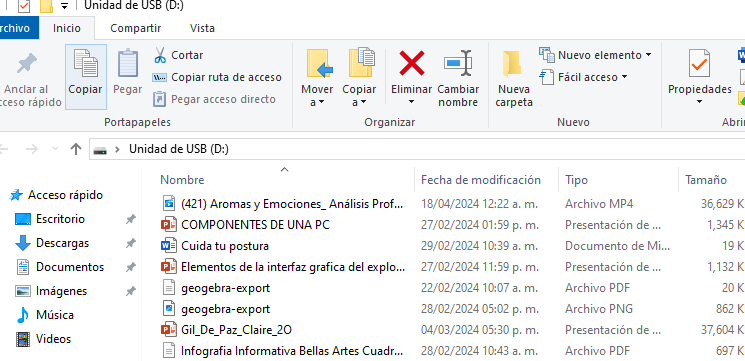 Unidad de USB (D:)
rchivo Inicio Compartir Vista
Anclar al
cceso rápido
Copiar
Pegar
Cortar
Copiar ruta de acceso
Pegar acceso directo
Mover
a
Copiar
a
Eliminar
Cambiar
nombre
Nueva
carpeta
Nuevo elemento
Fácil acceso
Propiedades
Portapapeles Organizar Nuevo Abri
Unidad de USB (D:)
Nombre Fecha de modificación Tipo Tamaño
Acceso rápido
Escritorio
Descargas
Documentos
Imágenes
Música
Videos
(421) Aromas y Emociones_ Análisis Prof... 18/04/2024 12:22 a. m. Archivo MP4 36,629 K
COMPONENTES DE UNA PC 27/02/2024 01:59 p. m. Presentación de ... 1,345 K
Cuida tu postura 29/02/2024 10:39 a. m. Documento de Mi... 19 K
Elementos de la interfaz grafica del explo... 27/02/2024 11:59 p. m. Presentación de ... 1,132 K
geogebra-export 22/02/2024 10:07 a. m. Archivo PDF 20 K
geogebra-export 28/02/2024 05:02 p. m. Archivo PNG 862 K
Gil_De_Paz_Claire_2O 04/03/2024 05:30 p. m. Presentación de ... 37,604 K
Infografia Informativa Bellas Artes Cuadr... 28/02/2024 10:43 a. m. Archivo PDF 697 K